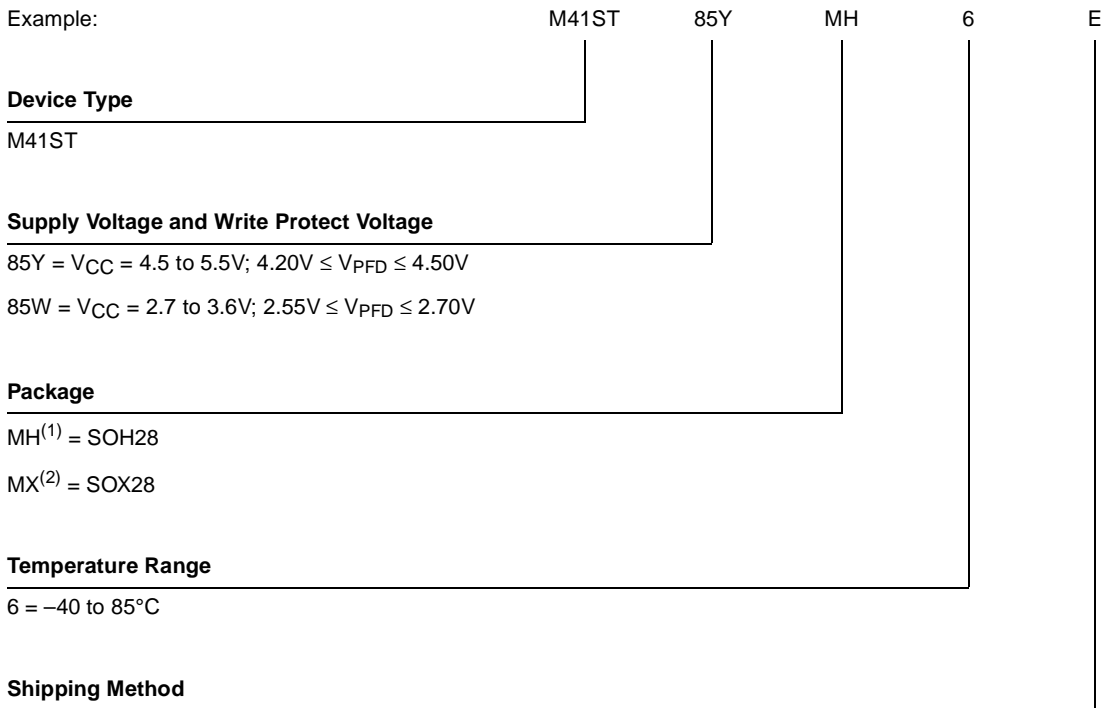 Example: M41ST 85Y MH 6 E
Device Type
M41ST
Supply Voltage and Write Protect Voltage
85Y = VCC = 4.5 to 5.5V; 4.20V ≤ VPFD ≤ 4.50V
85W = VCC = 2.7 to 3.6V; 2.55V ≤ VPFD ≤ 2.70V
Package
MH(1) = SOH28
MX(2) = SOX28
Temperature Range
6 = –40 to 85°C
Shipping Method